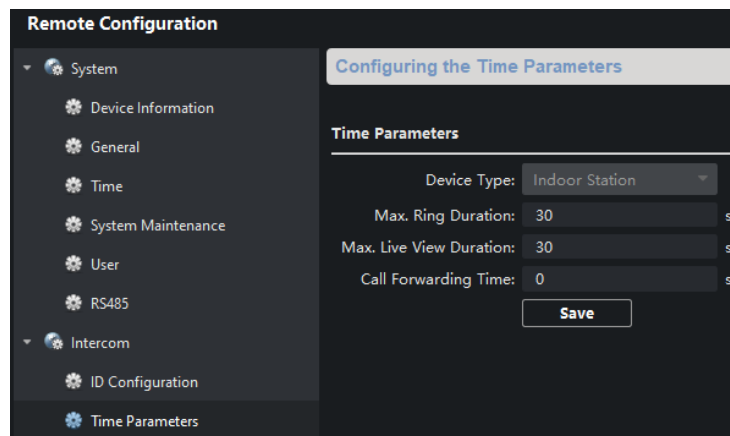 Remote Configuration
System
Device Information
General
Time
System Maintenance
User
RS485
Intercom
ID Configuration
Time Parameters
Configuring the Time Parameters
Time Parameters
Device Type: Indoor Station
Max. Ring Duration: 30 s
Max. Live View Duration: 30 s
Call Forwarding Time: 0 s
Save